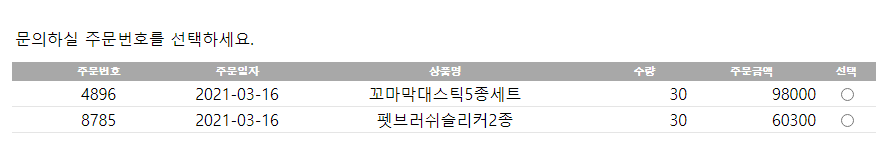 문의하실 주문번호를 선택하세요.
주문번호 주문일자 상품명 수량 주문금액 선택
4896 2021-03-16 꼬마막대스틱5종세트 30 98000
8785 2021-03-16 펫브러쉬슬리커2종 30 60300